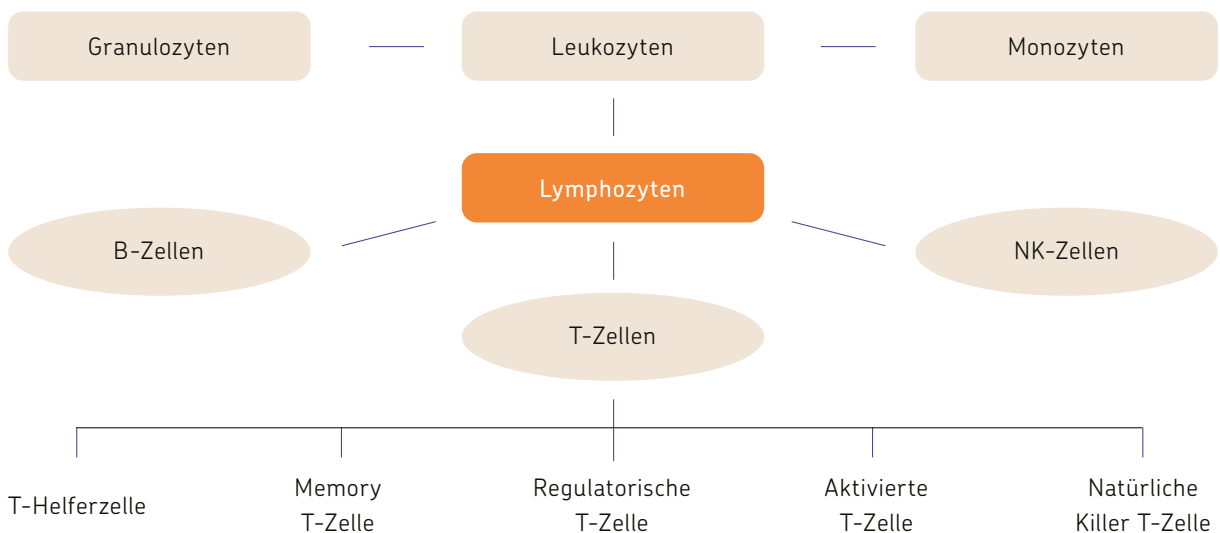 Granulozyten
Leukozyten
Monozyten
Lymphozyten
B-Zellen
NK-Zellen
T-Zellen
T-Helferzelle
Memory
T-Zelle
Regulatorische
T-Zelle
Aktivierte
T-Zelle
Natürliche
Killer T-Zelle